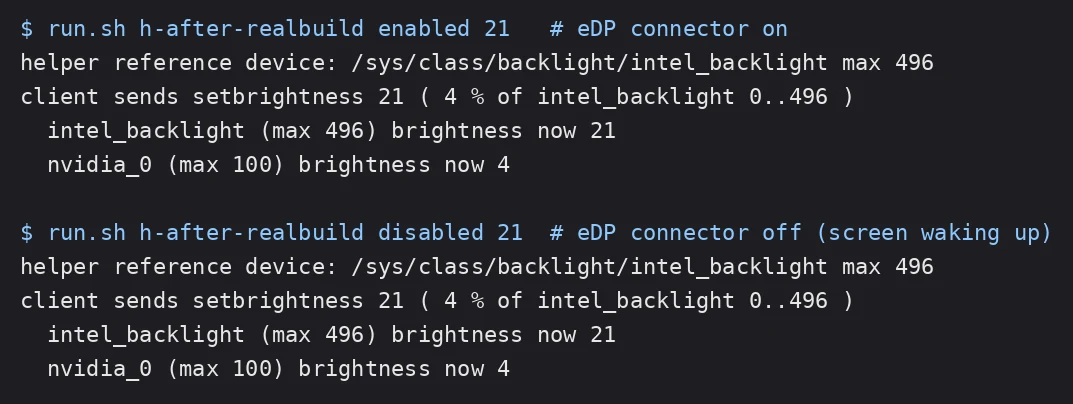 $ run.sh h-after-realbuild enabled 21   # eDP connector on
helper reference device: /sys/class/backlight/intel_backlight max 496
client sends setbrightness 21 ( 4 % of intel_backlight 0..496 )
  intel_backlight (max 496) brightness now 21
  nvidia_0 (max 100) brightness now 4

$ run.sh h-after-realbuild disabled 21  # eDP connector off (screen waking up)
helper reference device: /sys/class/backlight/intel_backlight max 496
client sends setbrightness 21 ( 4 % of intel_backlight 0..496 )
  intel_backlight (max 496) brightness now 21
  nvidia_0 (max 100) brightness now 4